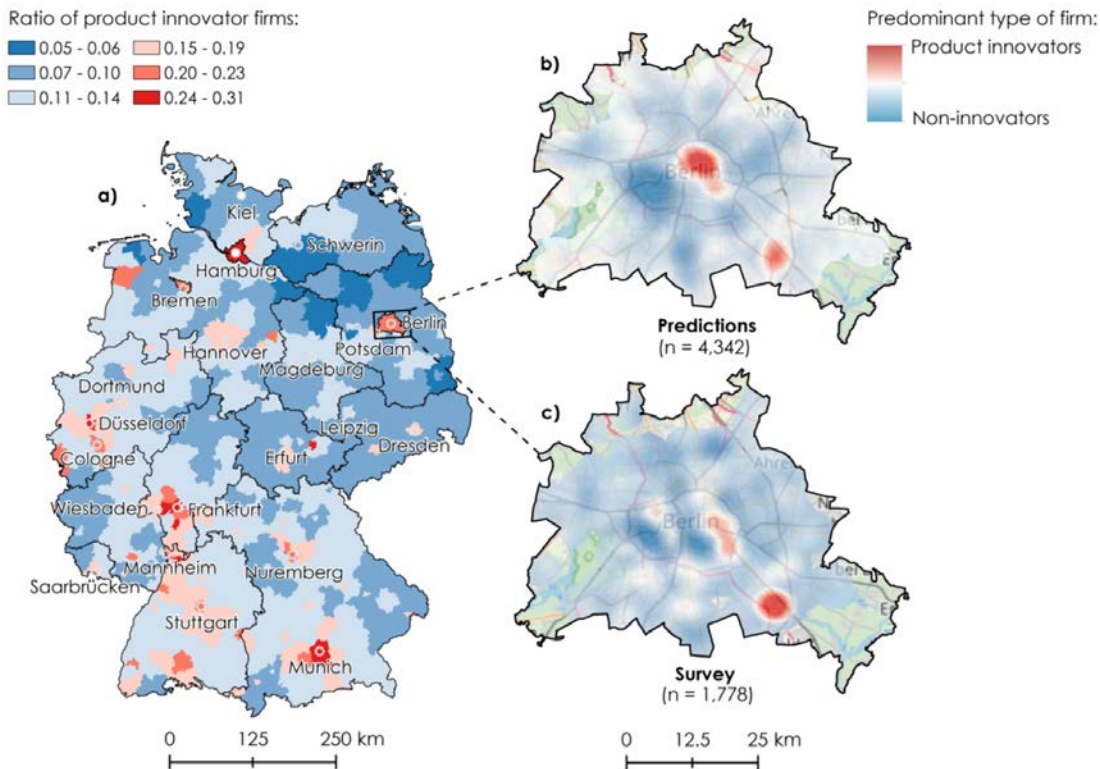 Ratio of product innovator firms:
0.05 - 0.06
0.15 - 0.19
0.07 - 0.10
0.20 - 0.23
0.11 - 0.14
0.24 - 0.31
Predominant type of firm:
Product innovators
Non-innovators
a)
Kiel
Schwerin
Hamburg
Bremen
Berlin
Hannover
Potsdam
Magdeburg
Dortmund
Düsseldorf
Leipzig
Dresden
Cologne
Erfurt
Wiesbaden
Frankfurt
Mannheim
Nuremberg
Saarbrücken
Stuttgart
Munich
0 125 250 km
b)
Ahre
Berlin
Predictions
(n = 4,342)
c)
Ahre
Berlin
Survey
(n = 1,778)
0 12.5 25 km